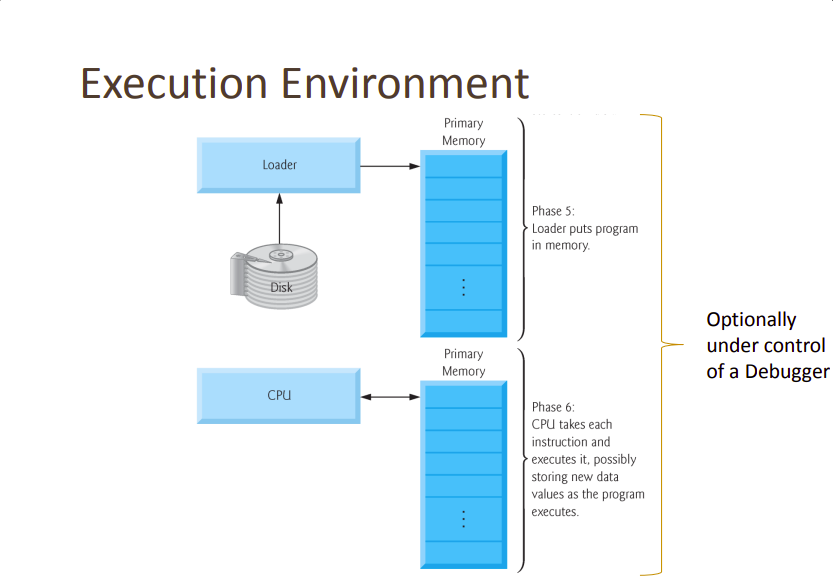 Execution Environment
Primary
Memory
Loader
Disk
Phase 5:
Loader puts program
in memory.
Primary
Memory
CPU
Phase 6:
CPU takes each
instruction and
executes it, possibly
storing new data
values as the program
executes.
Optionally
under control
of a Debugger